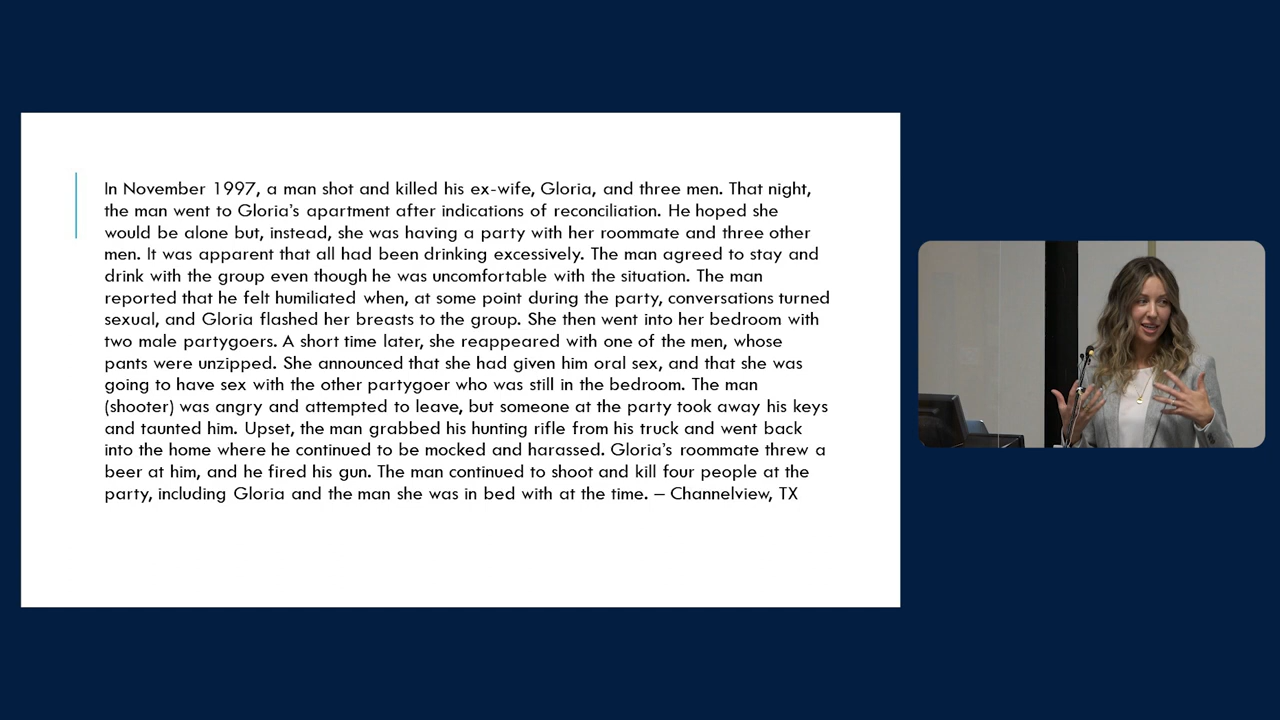 In November 1997, a man shot and killed his ex-wife, Gloria, and three men. That night,
the man went to Gloria’s apartment after indications of reconciliation. He hoped she
would be alone but, instead, she was having a party with her roommate and three other
men. It was apparent that all had been drinking excessively. The man agreed to stay and
drink with the group even though he was uncomfortable with the situation. The man
reported that he felt humiliated when, at some point during the party, conversations turned
sexual, and Gloria flashed her breasts to the group. She then went into her bedroom with
two male partygoers. A short time later, she reappeared with one of the men, whose
pants were unzipped. She announced that she had given him oral sex, and that she was
going to have sex with the other partygoer who was still in the bedroom. The man
(shooter) was angry and attempted to leave, but someone at the party took away his keys
and taunted him. Upset, the man grabbed his hunting rifle from his truck and went back
into the home where he continued to be mocked and harassed. Gloria’s roommate threw a
beer at him, and he fired his gun. The man continued to shoot and kill four people at the
party, including Gloria and the man she was in bed with at the time. – Channelview, TX